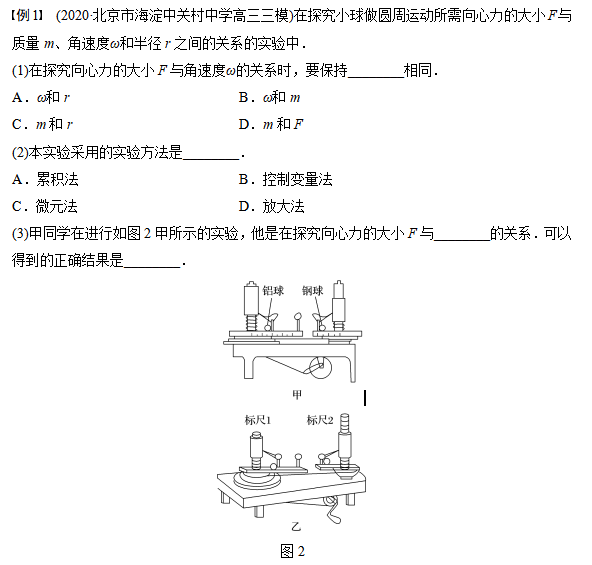 【例 1】 (2020·北京市海淀中关村中学高三三模)在探究小球做圆周运动所需向心力的大小 F 与
质量 m、角速度ω和半径 r 之间的关系的实验中．
(1)在探究向心力的大小 F 与角速度ω的关系时，要保持________相同．
A．ω和 r B．ω和 m
C．m 和 r D．m 和 F
(2)本实验采用的实验方法是________．
A．累积法 B．控制变量法
C．微元法 D．放大法
(3)甲同学在进行如图 2 甲所示的实验，他是在探究向心力的大小 F 与________的关系．可以
得到的正确结果是________．
铝球 钢球
甲
标尺1 标尺2
乙
图 2